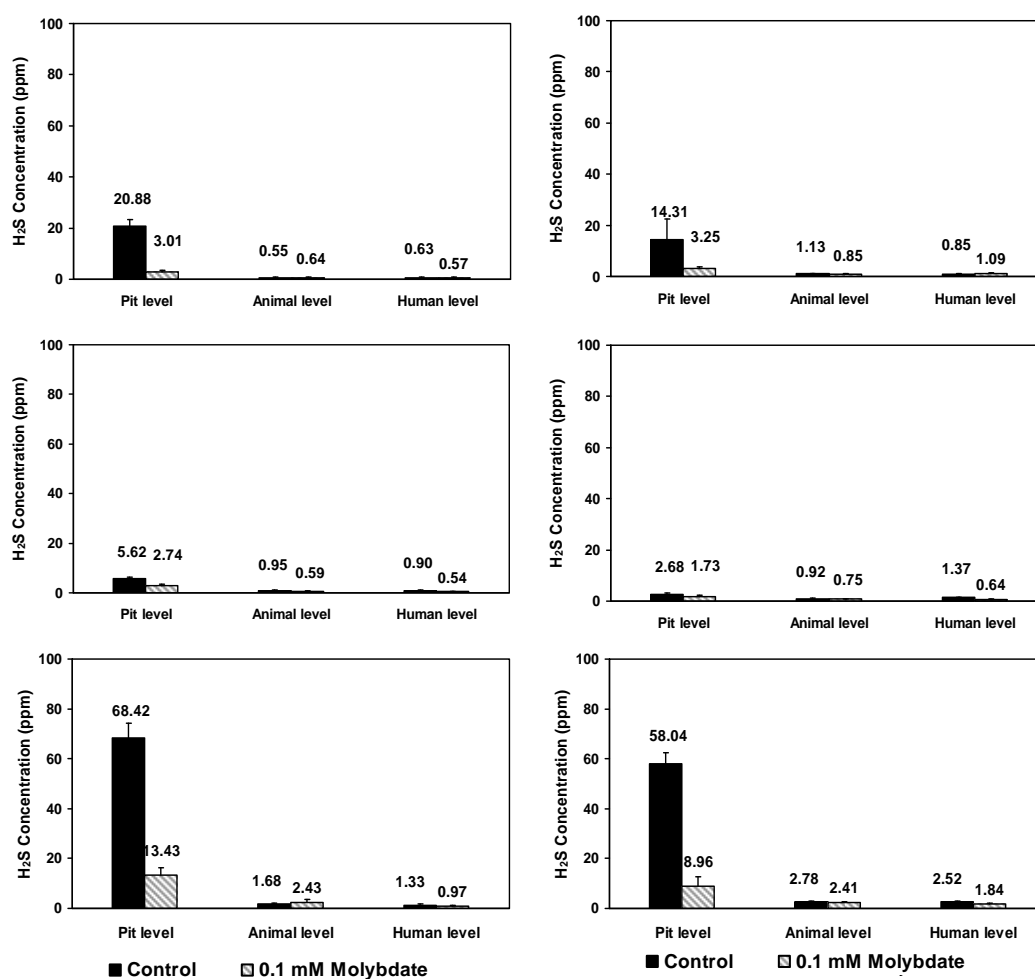 H₂S Concentration (ppm)
100
80
60
40
20
0
20.88
3.01
0.55
0.64
0.63
0.57
Pit level
Animal level
Human level
H₂S Concentration (ppm)
100
80
60
40
20
0
14.31
3.25
1.13
0.85
0.85
1.09
Pit level
Animal level
Human level
H₂S Concentration (ppm)
100
80
60
40
20
0
5.62
2.74
0.95
0.59
0.90
0.54
Pit level
Animal level
Human level
H₂S Concentration (ppm)
100
80
60
40
20
0
2.68
1.73
0.92
0.75
1.37
0.64
Pit level
Animal level
Human level
H₂S Concentration (ppm)
100
80
60
40
20
0
68.42
13.43
1.68
2.43
1.33
0.97
Pit level
Animal level
Human level
Control
0.1 mM Molybdate
H₂S Concentration (ppm)
100
80
60
40
20
0
58.04
8.96
2.78
2.41
2.52
1.84
Pit level
Animal level
Human level
Control
0.1 mM Molybdate